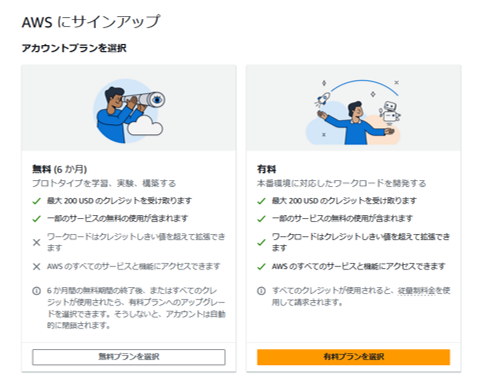 AWS にサインアップ
アカウントプランを選択
無料 (6 か月)
プロトタイプを学習、実験、構築する
最大 200 USD のクレジットを受け取ります
一部のサービスの無料の使用が含まれます
ワークロードはクレジットしきい値を超えて拡張でき
ます
AWS のすべてのサービスと機能にアクセスできます
6 か月間の無料期間の終了後、またはすべてのクレ
ジットが使用されたら、有料プランへのアップグレー
ドを選択できます。そうしないと、アカウントは自動
的に閉鎖されます。
無料プランを選択
有料
本番環境に対応したワークロードを開発する
最大 200 USD のクレジットを受け取ります
一部のサービスの無料の使用が含まれます
ワークロードはクレジットしきい値を超えて拡張でき
ます
AWS のすべてのサービスと機能にアクセスできます
すべてのクレジットが使用されると、従量制料金を使
用して請求されます。
有料プランを選択